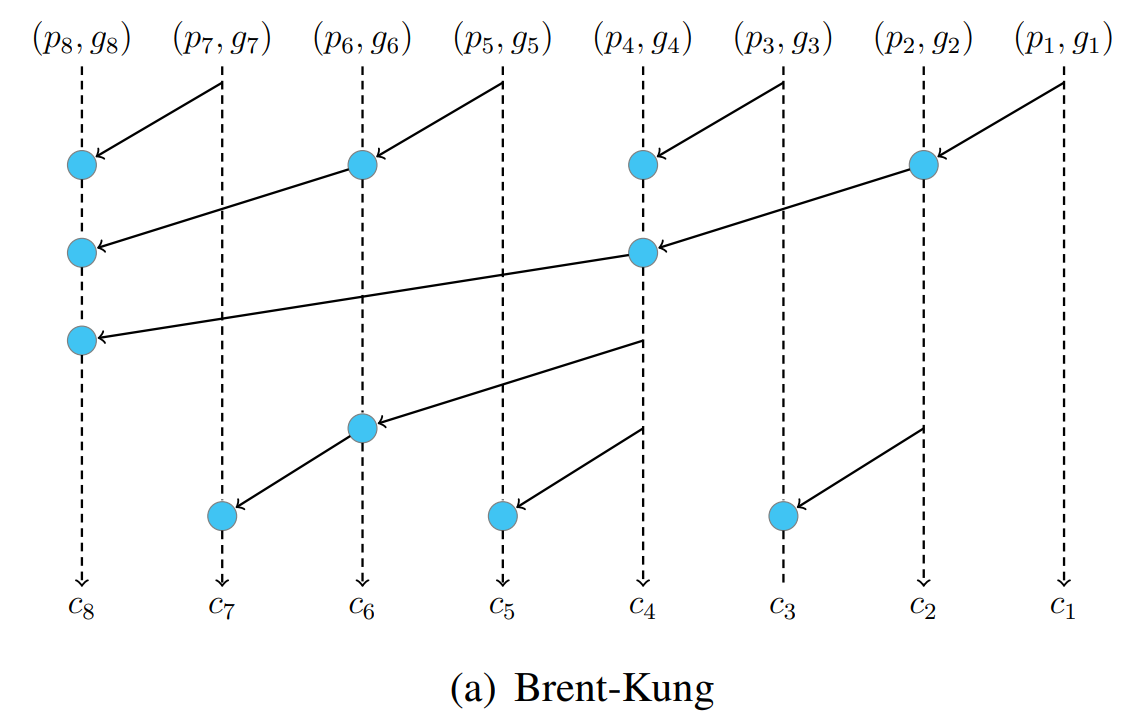 (p₈, g₈) (p₇, g₇) (p₆, g₆) (p₅, g₅) (p₄, g₄) (p₃, g₃) (p₂, g₂) (p₁, g₁)
c₈ c₇ c₆ c₅ c₄ c₃ c₂ c₁
(a) Brent-Kung